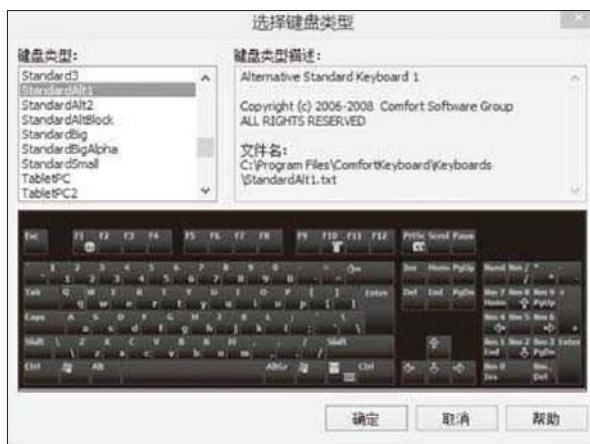 选择键盘类型
键盘类型:
Standard3
StandardAlt1
StandardAlt2
StandardAltBlock
StandardBig
StandardBigAlpha
StandardSmall
TabletPC
TabletPC2
键盘类型描述:
Alternative Standard Keyboard 1
Copyright (c) 2006-2008 Comfort Software Group
ALL RIGHTS RESERVED
文件名:
C:\Program Files\ComfortKeyboard\Keyboards
\StandardAlt1.txt
Esc F1 F2 F3 F4 F5 F6 F7 F8 F9 F10 F11 F12 PrtSc Scroll Paus
Ins Home PgUp
Tab Q W E R T Y U I O P Enter Del End PgDn
Caps A S D F G H J K L
Shift Z X C V B N M Shift
Ctrl Alt AltGr Ctrl
确定 取消 帮助